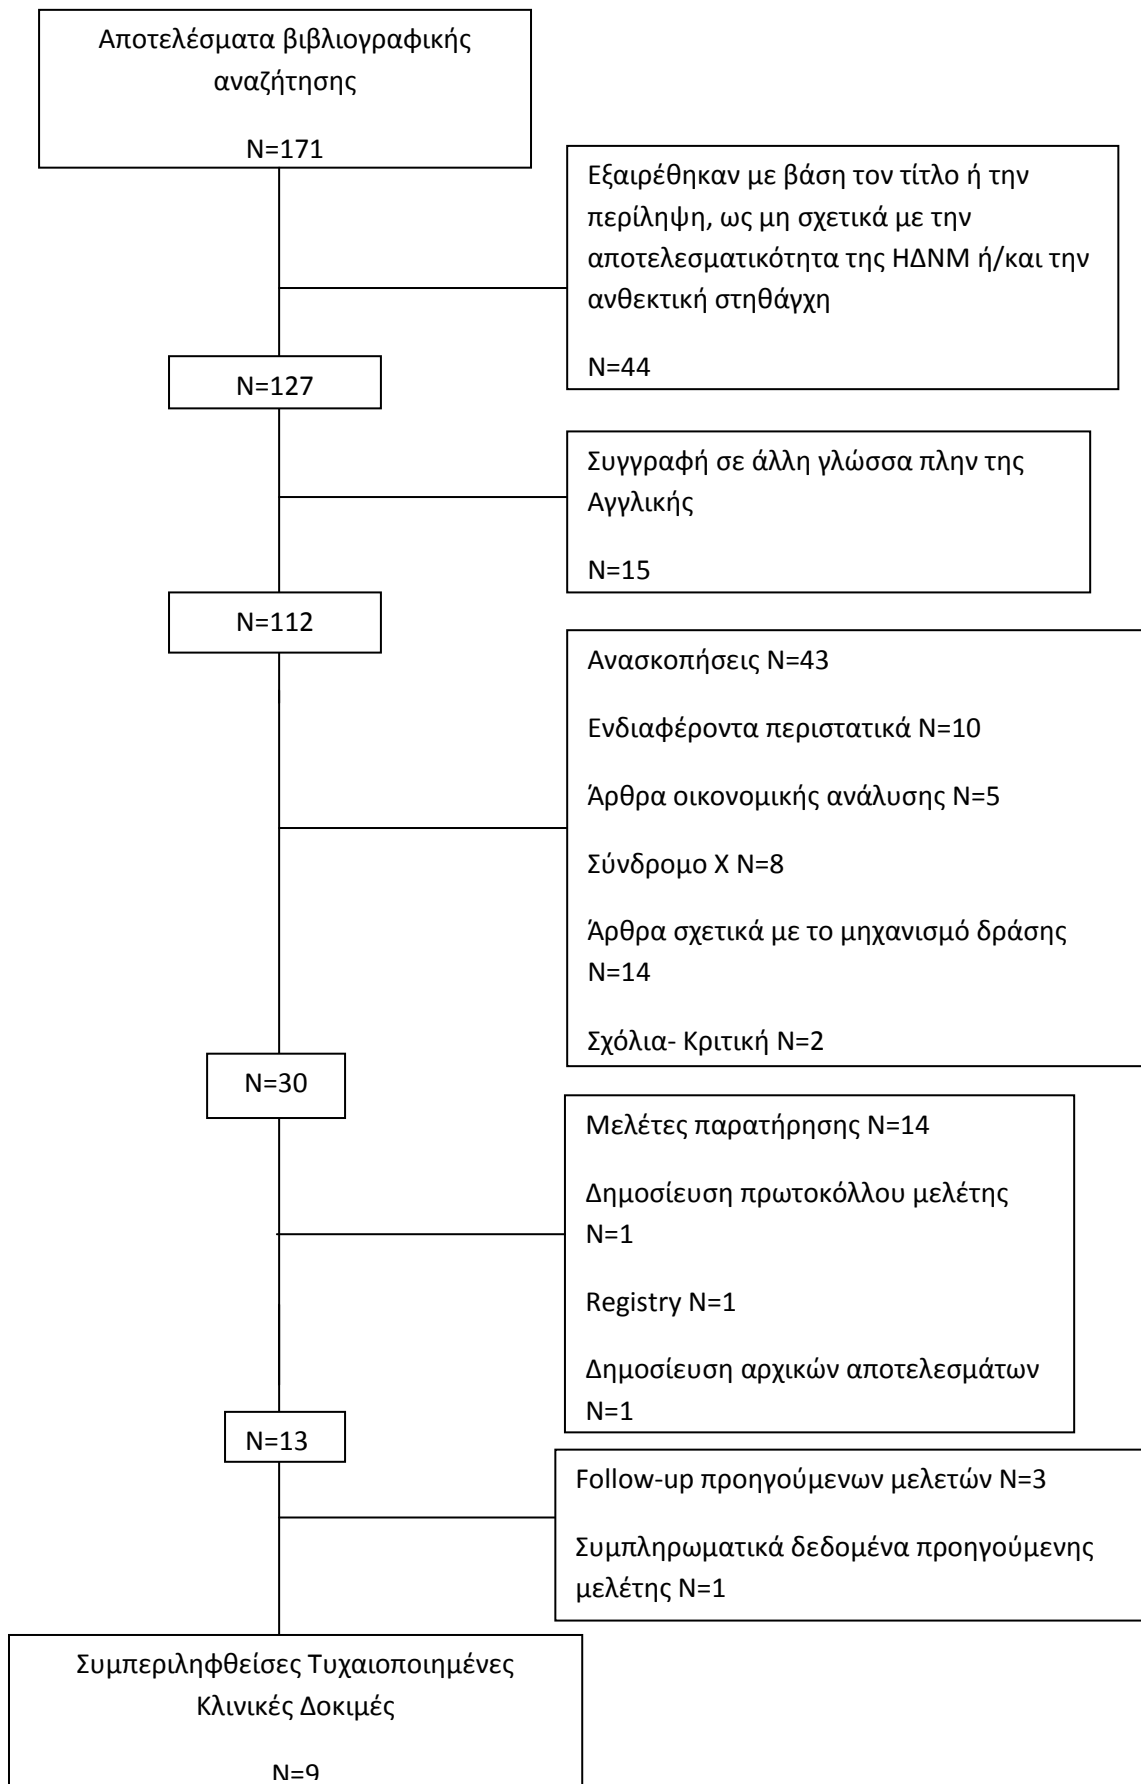 Αποτελέσματα βιβλιογραφικής
αναζήτησης
N=171
Εξαιρέθηκαν με βάση τον τίτλο ή την
περίληψη, ως μη σχετικά με την
αποτελεσματικότητα της ΗΔΝΜ ή/και την
ανθεκτική στηθάγχη
N=44
N=127
Συγγραφή σε άλλη γλώσσα πλην της
Αγγλικής
N=15
N=112
Ανασκοπήσεις N=43
Ενδιαφέροντα περιστατικά N=10
Άρθρα οικονομικής ανάλυσης N=5
Σύνδρομο Χ N=8
Άρθρα σχετικά με το μηχανισμό δράσης
N=14
Σχόλια- Κριτική N=2
N=30
Μελέτες παρατήρησης N=14
Δημοσίευση πρωτοκόλλου μελέτης
N=1
Registry N=1
Δημοσίευση αρχικών αποτελεσμάτων
N=1
N=13
Follow-up προηγούμενων μελετών N=3
Συμπληρωματικά δεδομένα προηγούμενης
μελέτης N=1
Συμπεριληφθείσες Τυχαιοποιημένες
Κλινικές Δοκιμές
N=9